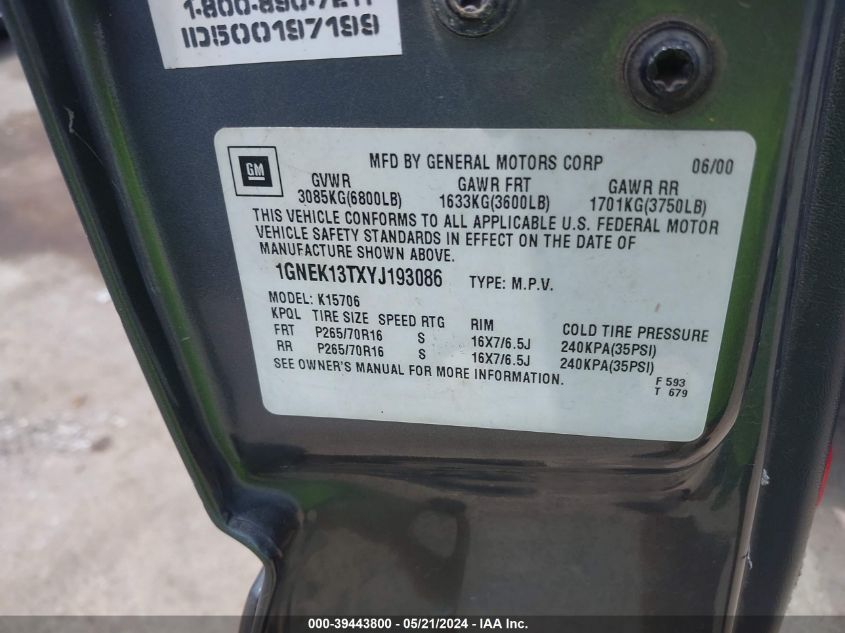 1-800-890-7211
ID500197199
GM
MFD BY GENERAL MOTORS CORP 06/00
GVWR GAWR FRT GAWR RR
3085KG(6800LB) 1633KG(3600LB) 1701KG(3750LB)
THIS VEHICLE CONFORMS TO ALL APPLICABLE U.S. FEDERAL MOTOR
VEHICLE SAFETY STANDARDS IN EFFECT ON THE DATE OF
MANUFACTURE SHOWN ABOVE.
1GNEK13TXYJ193086 TYPE: M.P.V.
MODEL: K15706
KPQL TIRE SIZE SPEED RTG RIM COLD TIRE PRESSURE
FRT P265/70R16 S 16X7/6.5J 240KPA(35PSI)
RR P265/70R16 S 16X7/6.5J 240KPA(35PSI)
SEE OWNER'S MANUAL FOR MORE INFORMATION.
F 593
T 679
000-39443800 - 05/21/2024 - IAA Inc.